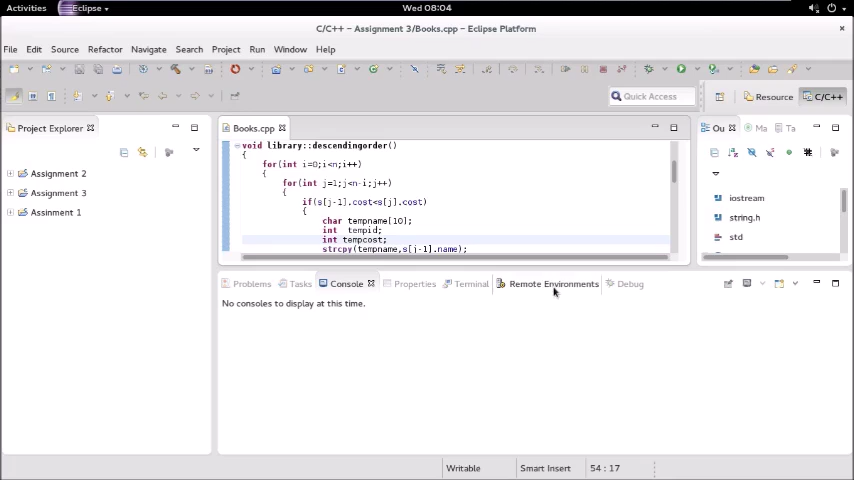 Activities Eclipse Wed 08:04
C/C++ – Assignment 3/Books.cpp – Eclipse Platform
File Edit Source Refactor Navigate Search Project Run Window Help
Quick Access Resource C/C++
Project Explorer Books.cpp Ou Ma Ta
void library::descendingorder()
{
for(int i=0;i<n;i++)
{
for(int j=1;j<n-i;j++)
{
if(s[j-1].cost<s[j].cost)
{
char tempname[10];
int tempid;
int tempcost;
strcpy(tempname,s[j-1].name);
Assignment 2
Assignment 3
Assinment 1
iostream
string.h
std
Problems Tasks Console Properties Terminal Remote Environments Debug
No consoles to display at this time.
Writable Smart Insert 54 : 17